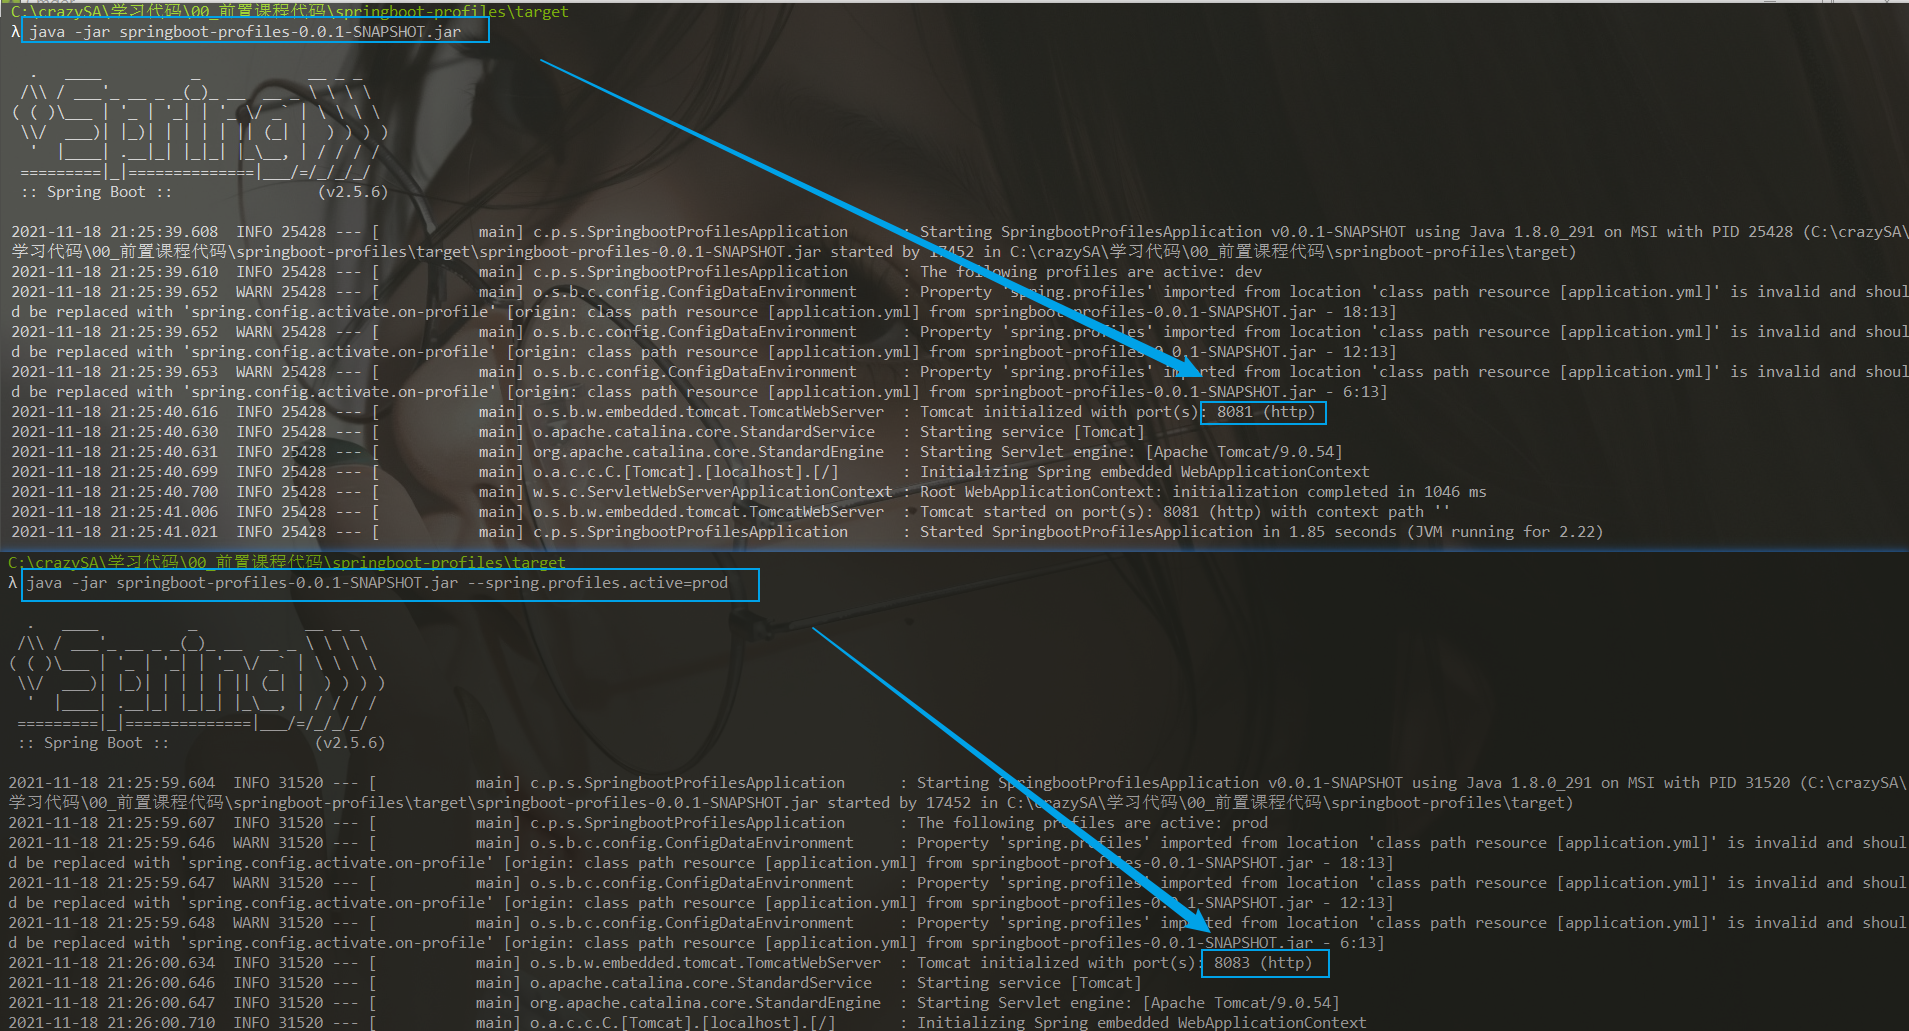 C:\crazySA\学习代码\00_前置课程代码\springboot-profiles\target
λ java -jar springboot-profiles-0.0.1-SNAPSHOT.jar
  .   ____          _            __ _ _
 /\\ / ___'_ __ _ _(_)_ __  __ _ \ \ \ \
( ( )\___ | '_ | '_| | '_ \/ _` | \ \ \ \
 \\/  ___)| |_)| | | | | || (_| |  ) ) ) )
  '  |____| .__|_| |_|_| |_\__, | / / / /
 =========|_|==============|___/=/_/_/_/
 :: Spring Boot ::                (v2.5.6)
2021-11-18 21:25:39.608  INFO 25428 --- [           main] c.p.s.SpringbootProfilesApplication      : Starting SpringbootProfilesApplication v0.0.1-SNAPSHOT using Java 1.8.0_291 on MSI with PID 25428 (C:\crazySA\
学习代码\00_前置课程代码\springboot-profiles\target\springboot-profiles-0.0.1-SNAPSHOT.jar started by 17452 in C:\crazySA\学习代码\00_前置课程代码\springboot-profiles\target)
2021-11-18 21:25:39.610  INFO 25428 --- [           main] c.p.s.SpringbootProfilesApplication      : The following profiles are active: dev
2021-11-18 21:25:39.652  WARN 25428 --- [           main] o.s.b.c.config.ConfigDataEnvironment     : Property 'spring.profiles' imported from location 'class path resource [application.yml]' is invalid and shoul
d be replaced with 'spring.config.activate.on-profile' [origin: class path resource [application.yml] from springboot-profiles-0.0.1-SNAPSHOT.jar - 18:13]
2021-11-18 21:25:39.652  WARN 25428 --- [           main] o.s.b.c.config.ConfigDataEnvironment     : Property 'spring.profiles' imported from location 'class path resource [application.yml]' is invalid and shoul
d be replaced with 'spring.config.activate.on-profile' [origin: class path resource [application.yml] from springboot-profiles-0.0.1-SNAPSHOT.jar - 12:13]
2021-11-18 21:25:39.653  WARN 25428 --- [           main] o.s.b.c.config.ConfigDataEnvironment     : Property 'spring.profiles' imported from location 'class path resource [application.yml]' is invalid and shoul
d be replaced with 'spring.config.activate.on-profile' [origin: class path resource [application.yml] from springboot-profiles-0.0.1-SNAPSHOT.jar - 6:13]
2021-11-18 21:25:40.616  INFO 25428 --- [           main] o.s.b.w.embedded.tomcat.TomcatWebServer  : Tomcat initialized with port(s): 8081 (http)
2021-11-18 21:25:40.630  INFO 25428 --- [           main] o.apache.catalina.core.StandardService   : Starting service [Tomcat]
2021-11-18 21:25:40.631  INFO 25428 --- [           main] org.apache.catalina.core.StandardEngine  : Starting Servlet engine: [Apache Tomcat/9.0.54]
2021-11-18 21:25:40.699  INFO 25428 --- [           main] o.a.c.c.C.[Tomcat].[localhost].[/]       : Initializing Spring embedded WebApplicationContext
2021-11-18 21:25:40.700  INFO 25428 --- [           main] w.s.c.ServletWebServerApplicationContext : Root WebApplicationContext: initialization completed in 1046 ms
2021-11-18 21:25:41.006  INFO 25428 --- [           main] o.s.b.w.embedded.tomcat.TomcatWebServer  : Tomcat started on port(s): 8081 (http) with context path ''
2021-11-18 21:25:41.021  INFO 25428 --- [           main] c.p.s.SpringbootProfilesApplication      : Started SpringbootProfilesApplication in 1.85 seconds (JVM running for 2.22)
C:\crazySA\学习代码\00_前置课程代码\springboot-profiles\target
λ java -jar springboot-profiles-0.0.1-SNAPSHOT.jar --spring.profiles.active=prod
  .   ____          _            __ _ _
 /\\ / ___'_ __ _ _(_)_ __  __ _ \ \ \ \
( ( )\___ | '_ | '_| | '_ \/ _` | \ \ \ \
 \\/  ___)| |_)| | | | | || (_| |  ) ) ) )
  '  |____| .__|_| |_|_| |_\__, | / / / /
 =========|_|==============|___/=/_/_/_/
 :: Spring Boot ::                (v2.5.6)
2021-11-18 21:25:59.604  INFO 31520 --- [           main] c.p.s.SpringbootProfilesApplication      : Starting SpringbootProfilesApplication v0.0.1-SNAPSHOT using Java 1.8.0_291 on MSI with PID 31520 (C:\crazySA\
学习代码\00_前置课程代码\springboot-profiles\target\springboot-profiles-0.0.1-SNAPSHOT.jar started by 17452 in C:\crazySA\学习代码\00_前置课程代码\springboot-profiles\target)
2021-11-18 21:25:59.607  INFO 31520 --- [           main] c.p.s.SpringbootProfilesApplication      : The following profiles are active: prod
2021-11-18 21:25:59.646  WARN 31520 --- [           main] o.s.b.c.config.ConfigDataEnvironment     : Property 'spring.profiles' imported from location 'class path resource [application.yml]' is invalid and shoul
d be replaced with 'spring.config.activate.on-profile' [origin: class path resource [application.yml] from springboot-profiles-0.0.1-SNAPSHOT.jar - 18:13]
2021-11-18 21:25:59.647  WARN 31520 --- [           main] o.s.b.c.config.ConfigDataEnvironment     : Property 'spring.profiles' imported from location 'class path resource [application.yml]' is invalid and shoul
d be replaced with 'spring.config.activate.on-profile' [origin: class path resource [application.yml] from springboot-profiles-0.0.1-SNAPSHOT.jar - 12:13]
2021-11-18 21:25:59.648  WARN 31520 --- [           main] o.s.b.c.config.ConfigDataEnvironment     : Property 'spring.profiles' imported from location 'class path resource [application.yml]' is invalid and shoul
d be replaced with 'spring.config.activate.on-profile' [origin: class path resource [application.yml] from springboot-profiles-0.0.1-SNAPSHOT.jar - 6:13]
2021-11-18 21:26:00.634  INFO 31520 --- [           main] o.s.b.w.embedded.tomcat.TomcatWebServer  : Tomcat initialized with port(s): 8083 (http)
2021-11-18 21:26:00.646  INFO 31520 --- [           main] o.apache.catalina.core.StandardService   : Starting service [Tomcat]
2021-11-18 21:26:00.647  INFO 31520 --- [           main] org.apache.catalina.core.StandardEngine  : Starting Servlet engine: [Apache Tomcat/9.0.54]
2021-11-18 21:26:00.710  INFO 31520 --- [           main] o.a.c.c.C.[Tomcat].[localhost].[/]       : Initializing Spring embedded WebApplicationContext